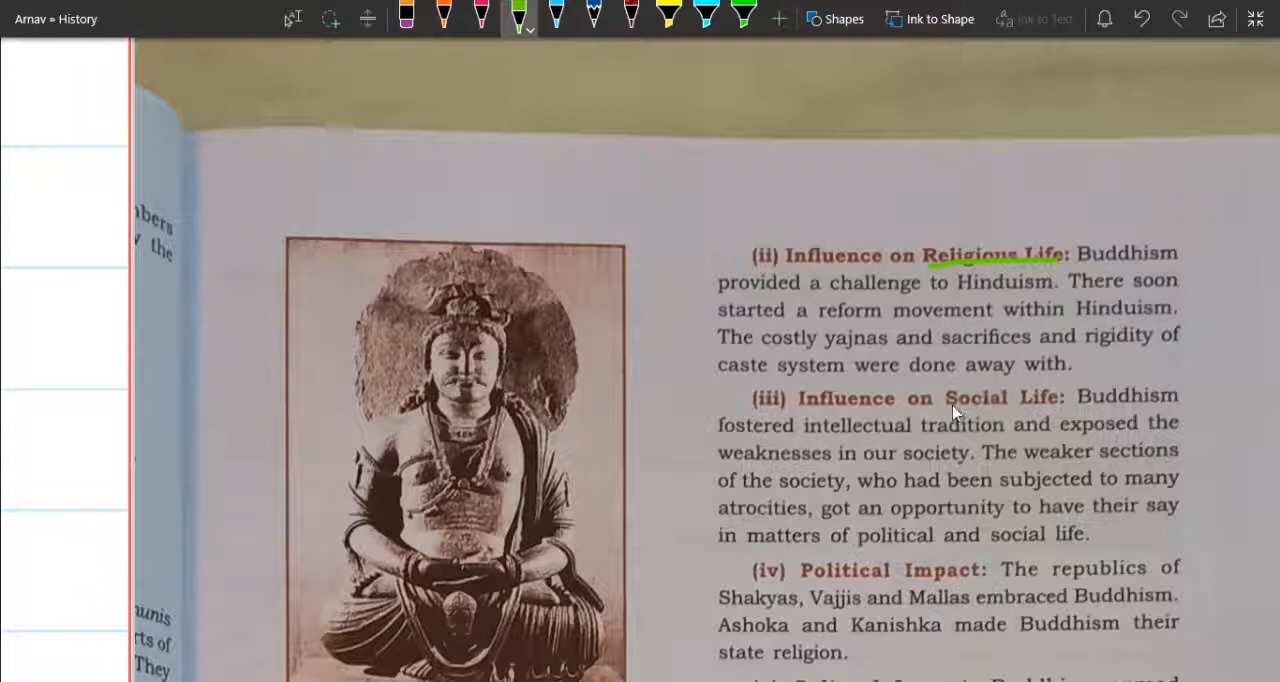 Arnav » History
Shapes
Ink to Shape
Ink to Text
the
(ii) Influence on Religious Life: Buddhism
provided a challenge to Hinduism. There soon
started a reform movement within Hinduism.
The costly yajnas and sacrifices and rigidity of
caste system were done away with.
(iii) Influence on Social Life: Buddhism
fostered intellectual tradition and exposed the
weaknesses in our society. The weaker sections
of the society, who had been subjected to many
atrocities, got an opportunity to have their say
in matters of political and social life.
(iv) Political Impact: The republics of
Shakyas, Vajjis and Mallas embraced Buddhism.
Ashoka and Kanishka made Buddhism their
state religion.
of
They